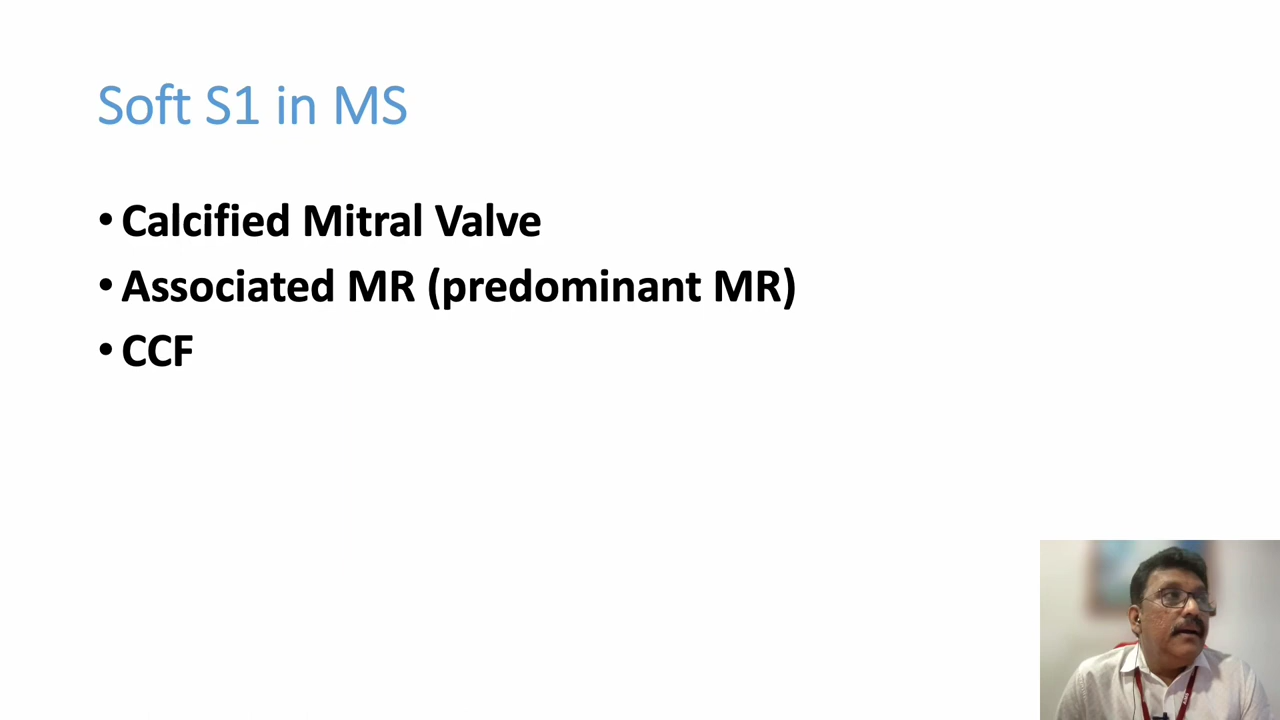 Soft S1 in MS
• Calcified Mitral Valve
• Associated MR (predominant MR)
• CCF